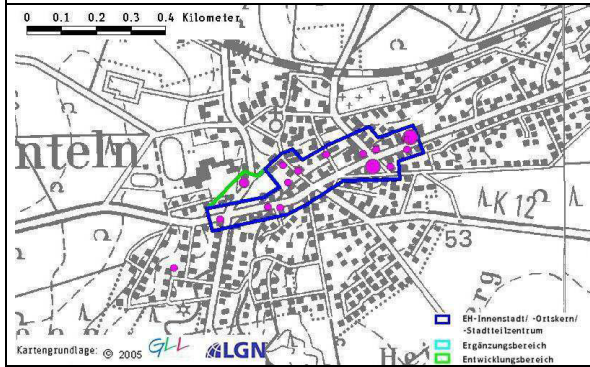 0 0.1 0.2 0.3 0.4 Kilometer
nteln
K 12
53
EH-Innenstadt/ -Ortskern/
-Stadtteilzentrum
Ergänzungsbereich
Entwicklungsbereich
Kartengrundlage: © 2005 GLL LGN